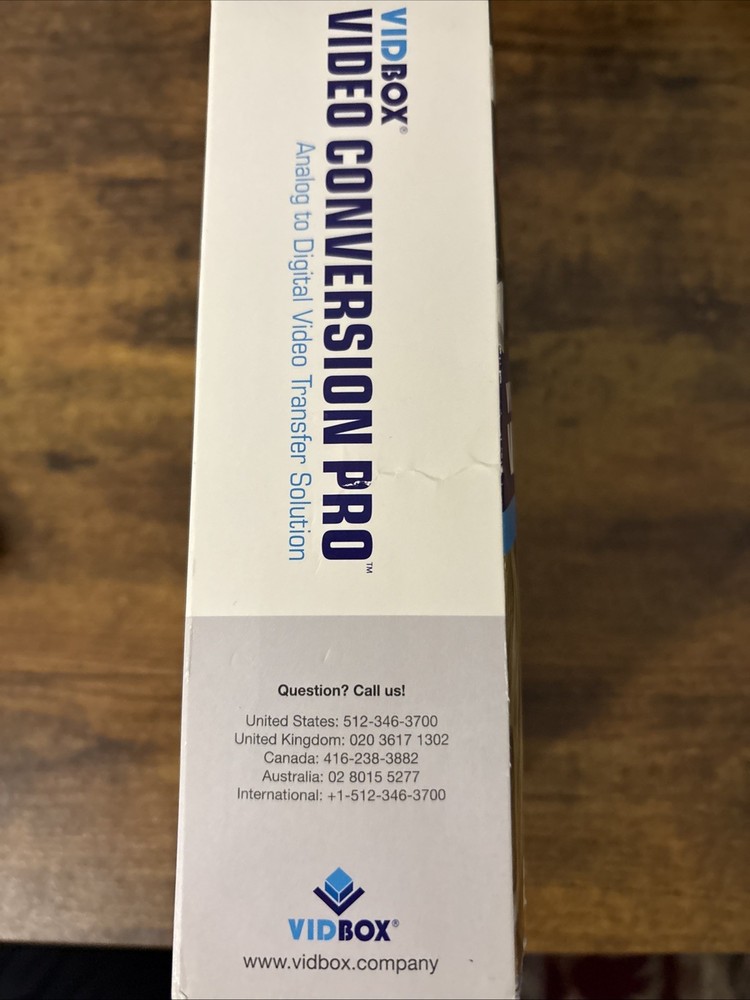 VIDBOX®
VIDEO CONVERSION PRO™
Analog to Digital Video Transfer Solution
Question? Call us!
United States: 512-346-3700
United Kingdom: 020 3617 1302
Canada: 416-238-3882
Australia: 02 8015 5277
International: +1-512-346-3700
VIDBOX®
www.vidbox.company